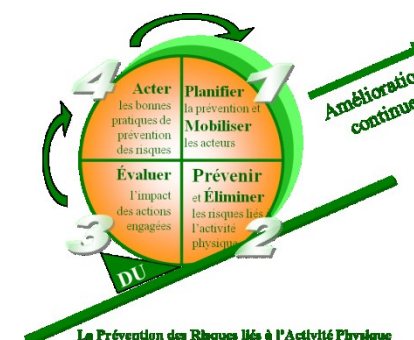 4
1
Acter
les bonnes
pratiques de
prévention
des risques
Planifier
la prévention et
Mobiliser
les acteurs
Amélioration
continue
Évaluer
l'impact
des actions
engagées
Prévenir
et Éliminer
les risques liés
à l'activité
physique
3
2
DU
La Prévention des Risques liés à l'Activité Physique